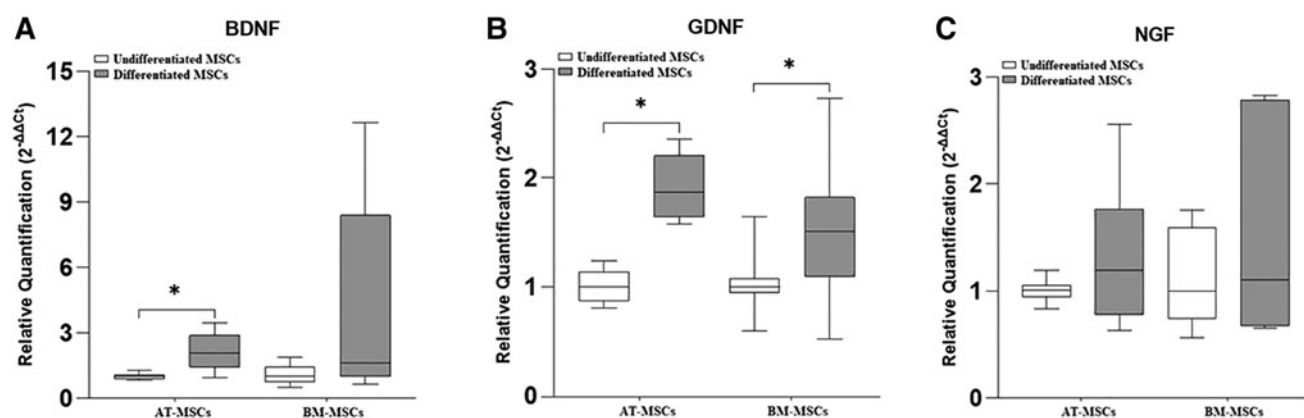 A
BDNF
Undifferentiated MSCs
Differentiated MSCs
Relative Quantification (2^-ΔΔCt)
15
12
9
6
3
0
*
AT-MSCs
BM-MSCs
B
GDNF
Undifferentiated MSCs
Differentiated MSCs
Relative Quantification (2^-ΔΔCt)
3
2
1
0
*
*
AT-MSCs
BM-MSCs
C
NGF
Undifferentiated MSCs
Differentiated MSCs
Relative Quantification (2^-ΔΔCt)
3
2
1
0
AT-MSCs
BM-MSCs